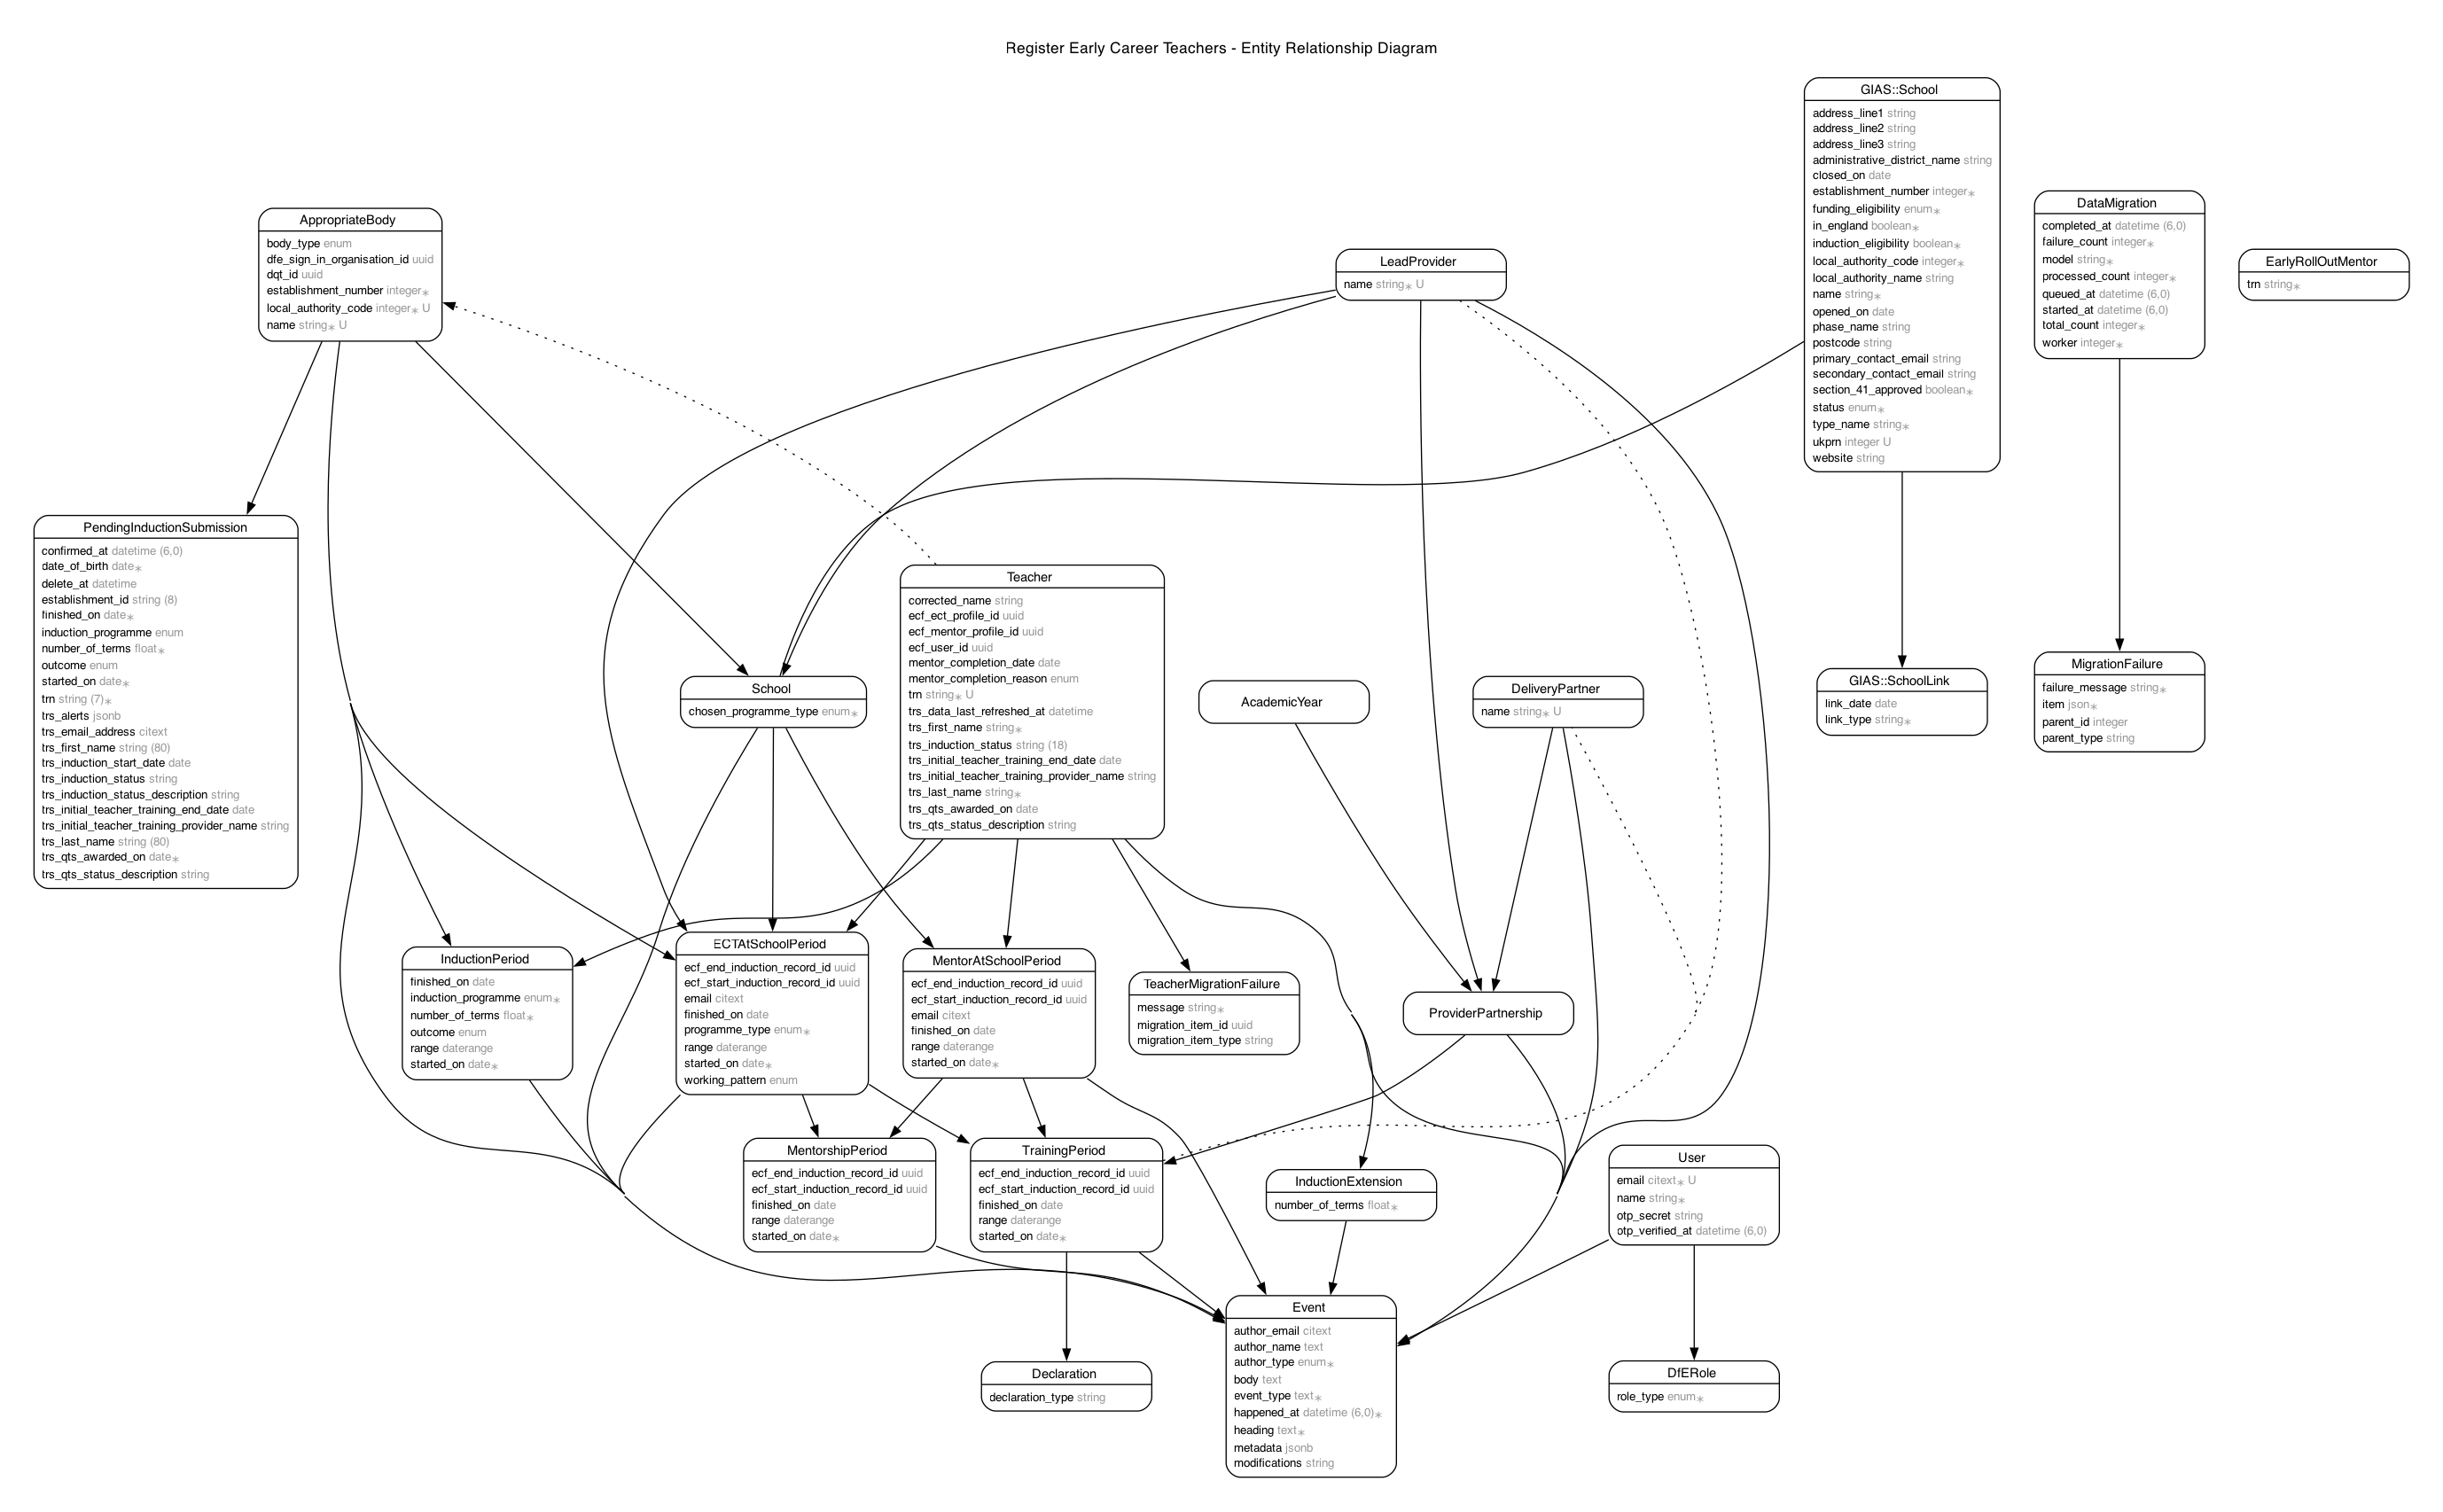 Register Early Career Teachers - Entity Relationship Diagram
GIAS::School
address_line1 string
address_line2 string
address_line3 string
administrative_district_name string
closed_on date
establishment_number integer∗
funding_eligibility enum∗
in_england boolean∗
induction_eligibility boolean∗
local_authority_code integer∗
local_authority_name string
name string∗
opened_on date
phase_name string
postcode string
primary_contact_email string
secondary_contact_email string
section_41_approved boolean∗
status enum∗
type_name string∗
ukprn integer U
website string
DataMigration
completed_at datetime (6,0)
failure_count integer∗
model string∗
processed_count integer∗
queued_at datetime (6,0)
started_at datetime (6,0)
total_count integer∗
worker integer∗
EarlyRollOutMentor
trn string∗
AppropriateBody
body_type enum
dfe_sign_in_organisation_id uuid
dqt_id uuid
establishment_number integer∗
local_authority_code integer∗ U
name string∗ U
LeadProvider
name string∗ U
PendingInductionSubmission
confirmed_at datetime (6,0)
date_of_birth date∗
delete_at datetime
establishment_id string (8)
finished_on date∗
induction_programme enum
number_of_terms float∗
outcome enum
started_on date∗
trn string (7)∗
trs_alerts jsonb
trs_email_address citext
trs_first_name string (80)
trs_induction_start_date date
trs_induction_status string
trs_induction_status_description string
trs_initial_teacher_training_end_date date
trs_initial_teacher_training_provider_name string
trs_last_name string (80)
trs_qts_awarded_on date∗
trs_qts_status_description string
School
chosen_programme_type enum∗
Teacher
corrected_name string
ecf_ect_profile_id uuid
ecf_mentor_profile_id uuid
ecf_user_id uuid
mentor_completion_date date
mentor_completion_reason enum
trn string∗ U
trs_data_last_refreshed_at datetime
trs_first_name string∗
trs_induction_status string (18)
trs_initial_teacher_training_end_date date
trs_initial_teacher_training_provider_name string
trs_last_name string∗
trs_qts_awarded_on date
trs_qts_status_description string
AcademicYear
DeliveryPartner
name string∗ U
GIAS::SchoolLink
link_date date
link_type string∗
MigrationFailure
failure_message string∗
item json∗
parent_id integer
parent_type string
InductionPeriod
finished_on date
induction_programme enum∗
number_of_terms float∗
outcome enum
range daterange
started_on date∗
ECTAtSchoolPeriod
ecf_end_induction_record_id uuid
ecf_start_induction_record_id uuid
email citext
finished_on date
programme_type enum∗
range daterange
started_on date∗
working_pattern enum
MentorAtSchoolPeriod
ecf_end_induction_record_id uuid
ecf_start_induction_record_id uuid
email citext
finished_on date
range daterange
started_on date∗
TeacherMigrationFailure
message string∗
migration_item_id uuid
migration_item_type string
ProviderPartnership
MentorshipPeriod
ecf_end_induction_record_id uuid
ecf_start_induction_record_id uuid
finished_on date
range daterange
started_on date∗
TrainingPeriod
ecf_end_induction_record_id uuid
ecf_start_induction_record_id uuid
finished_on date
range daterange
started_on date∗
InductionExtension
number_of_terms float∗
User
email citext∗ U
name string∗
otp_secret string
otp_verified_at datetime (6,0)
Declaration
declaration_type string
Event
author_email citext
author_name text
author_type enum∗
body text
event_type text∗
happened_at datetime (6,0)∗
heading text∗
metadata jsonb
modifications string
DfERole
role_type enum∗